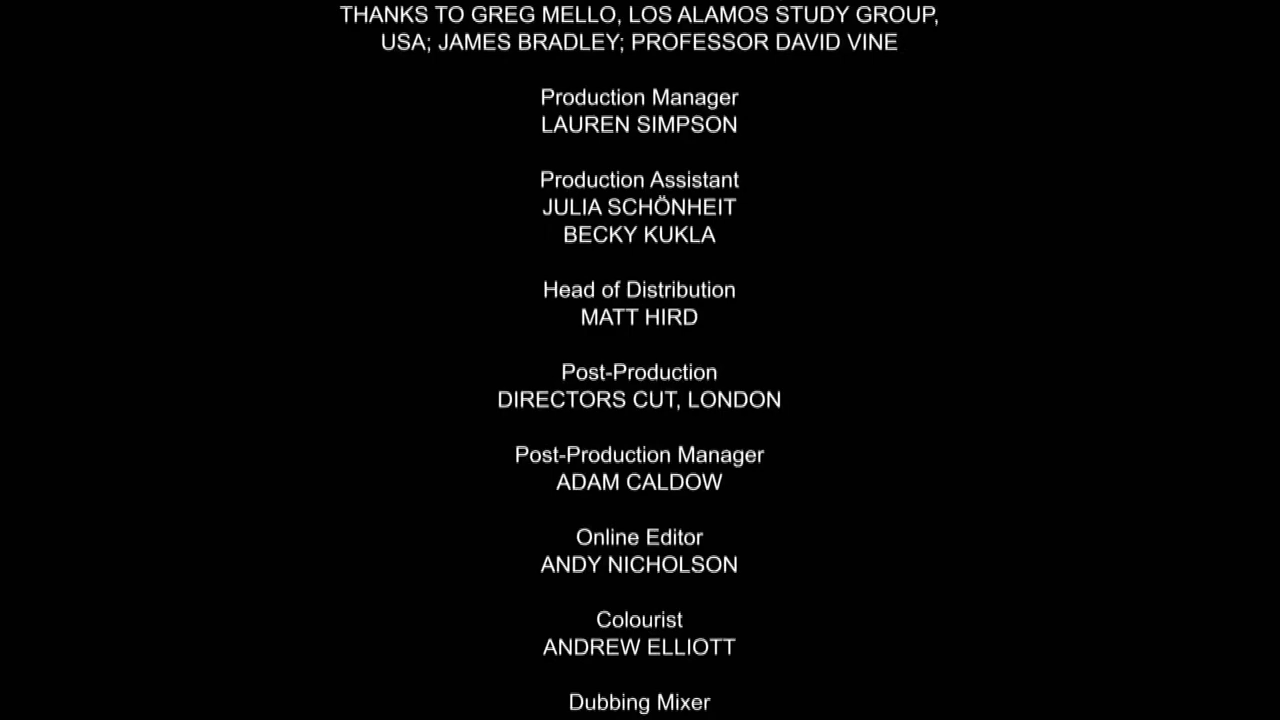 THANKS TO GREG MELLO, LOS ALAMOS STUDY GROUP,
USA; JAMES BRADLEY; PROFESSOR DAVID VINE
Production Manager
LAUREN SIMPSON
Production Assistant
JULIA SCHÖNHEIT
BECKY KUKLA
Head of Distribution
MATT HIRD
Post-Production
DIRECTORS CUT, LONDON
Post-Production Manager
ADAM CALDOW
Online Editor
ANDY NICHOLSON
Colourist
ANDREW ELLIOTT
Dubbing Mixer